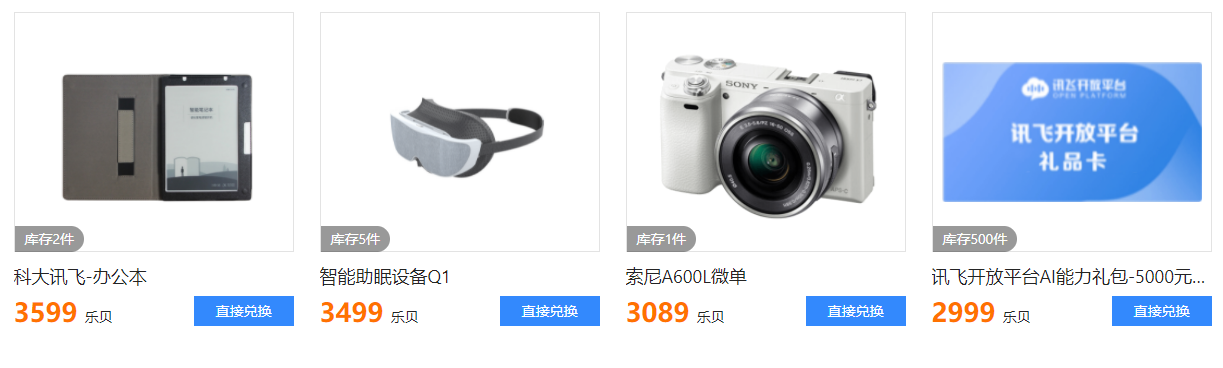 智能笔记本
SONY
讯飞开放平台
OPEN PLATFORM
讯飞开放平台
礼品卡
库存2件
库存5件
库存1件
库存500件
科大讯飞-办公本
智能助眠设备Q1
索尼A600L微单
讯飞开放平台AI能力礼包-5000元...
3599 乐贝
直接兑换
3499 乐贝
直接兑换
3089 乐贝
直接兑换
2999 乐贝
直接兑换